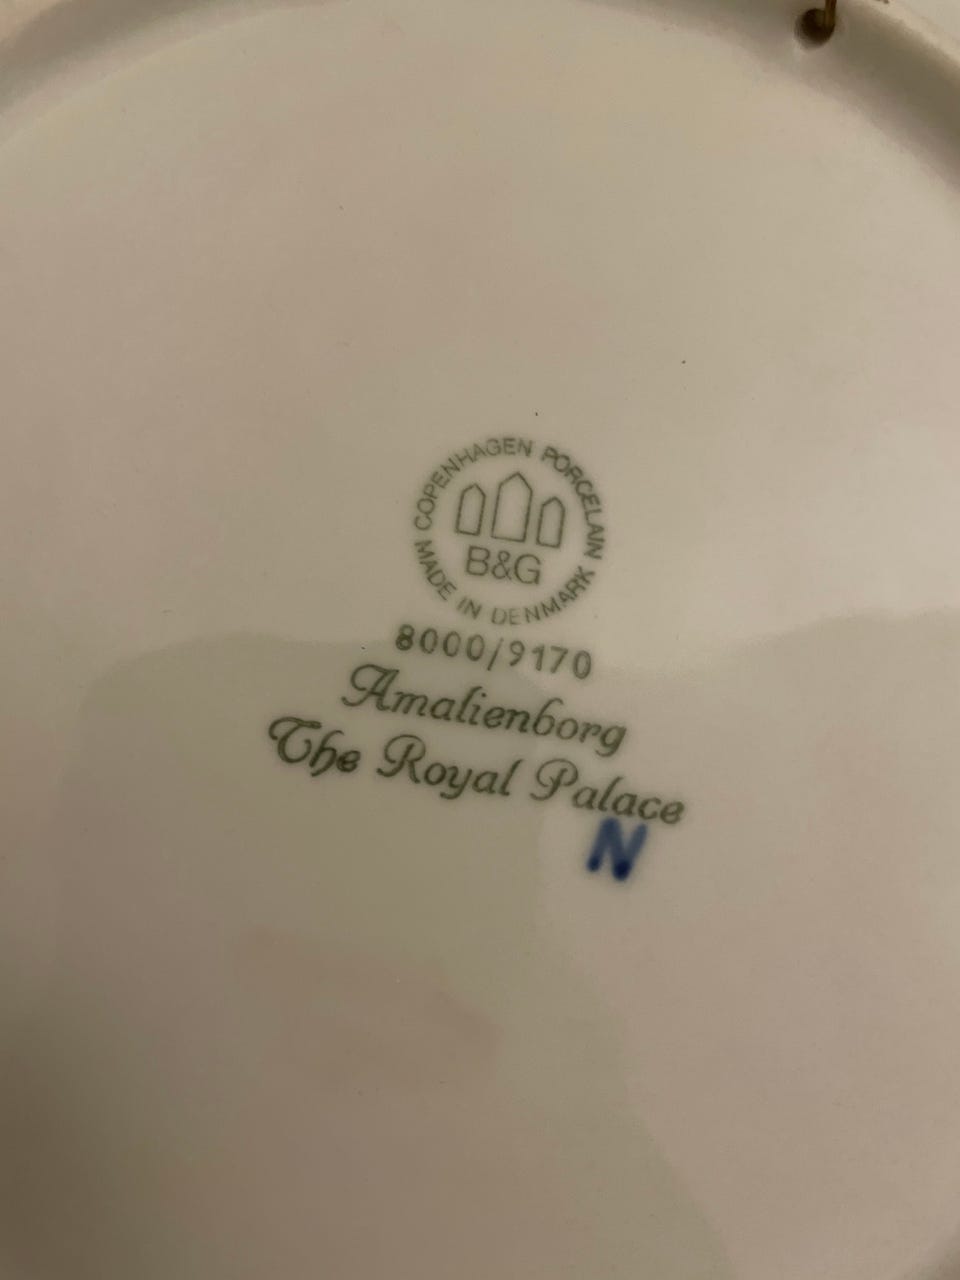 COPENHAGEN PORCELAIN
B&G
MADE IN DENMARK
8000/9170
Amalienborg
The Royal Palace
N